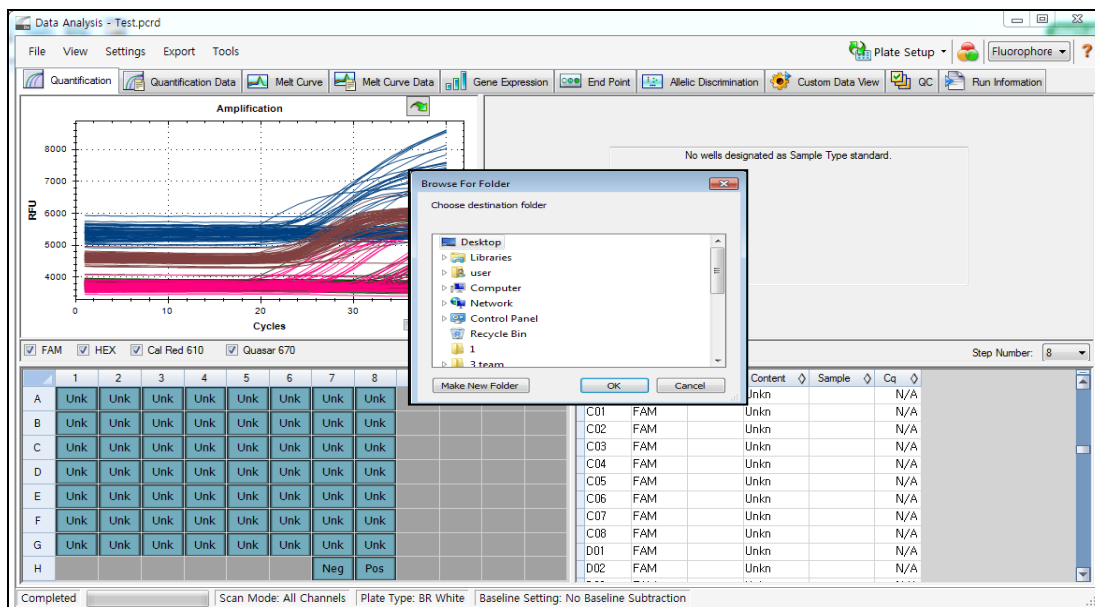 Data Analysis - Test.pcrd
File View Settings Export Tools
Plate Setup
Fluorophore
?
Quantification
Quantification Data
Melt Curve
Melt Curve Data
Gene Expression
End Point
Allelic Discrimination
Custom Data View
QC
Run Information
Amplification
RFU
8000
7000
6000
5000
4000
0 10 20 30
Cycles
No wells designated as Sample Type standard.
Browse For Folder
Choose destination folder
Desktop
Libraries
user
Computer
Network
Control Panel
Recycle Bin
1
3 team
Make New Folder OK Cancel
FAM HEX Cal Red 610 Quasar 670
Step Number: 8
1 2 3 4 5 6 7 8
A Unk Unk Unk Unk Unk Unk Unk Unk
B Unk Unk Unk Unk Unk Unk Unk Unk
C Unk Unk Unk Unk Unk Unk Unk Unk
D Unk Unk Unk Unk Unk Unk Unk Unk
E Unk Unk Unk Unk Unk Unk Unk Unk
F Unk Unk Unk Unk Unk Unk Unk Unk
G Unk Unk Unk Unk Unk Unk Unk Unk
H Neg Pos
Content Sample Cq
Unkn N/A
C01 FAM Unkn N/A
C02 FAM Unkn N/A
C03 FAM Unkn N/A
C04 FAM Unkn N/A
C05 FAM Unkn N/A
C06 FAM Unkn N/A
C07 FAM Unkn N/A
C08 FAM Unkn N/A
D01 FAM Unkn N/A
D02 FAM Unkn N/A
Completed
Scan Mode: All Channels
Plate Type: BR White
Baseline Setting: No Baseline Subtraction